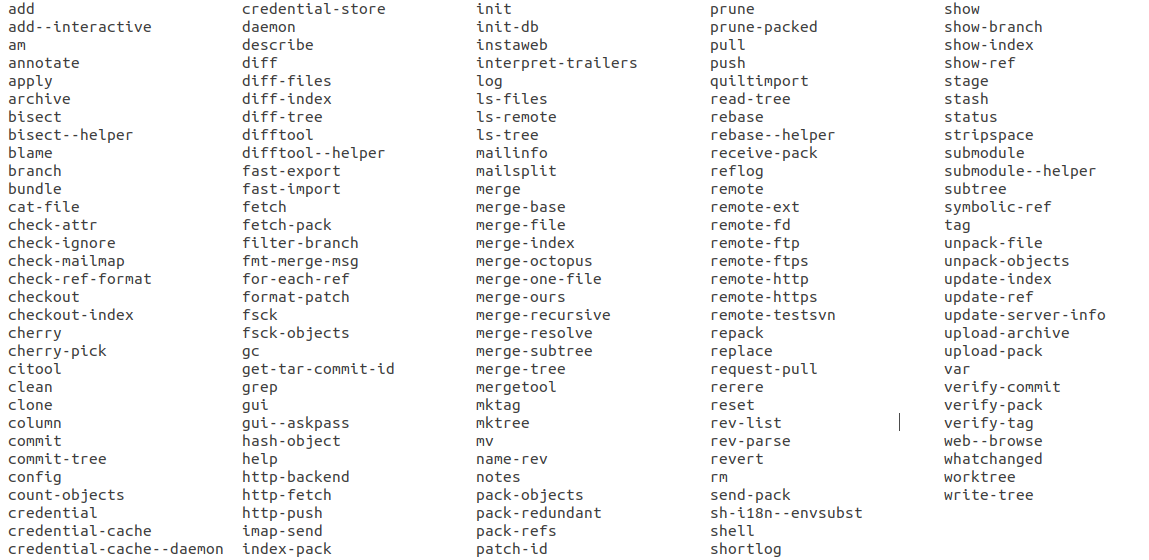 add credential-store init prune show
add--interactive daemon init-db prune-packed show-branch
am describe instaweb pull show-index
annotate diff interpret-trailers push show-ref
apply diff-files log quiltimport stage
archive diff-index ls-files read-tree stash
bisect diff-tree ls-remote rebase status
bisect--helper difftool ls-tree rebase--helper stripspace
blame difftool--helper mailinfo receive-pack submodule
branch fast-export mailsplit reflog submodule--helper
bundle fast-import merge remote subtree
cat-file fetch merge-base remote-ext symbolic-ref
check-attr fetch-pack merge-file remote-fd tag
check-ignore filter-branch merge-index remote-ftp unpack-file
check-mailmap fmt-merge-msg merge-octopus remote-ftps unpack-objects
check-ref-format for-each-ref merge-one-file remote-http update-index
checkout format-patch merge-ours remote-https update-ref
checkout-index fsck merge-recursive remote-testsvn update-server-info
cherry fsck-objects merge-resolve repack upload-archive
cherry-pick gc merge-subtree replace upload-pack
citool get-tar-commit-id merge-tree request-pull var
clean grep mergetool rerere verify-commit
clone gui mktag reset verify-pack
column gui--askpass mktree rev-list verify-tag
commit hash-object mv rev-parse web--browse
commit-tree help name-rev revert whatchanged
config http-backend notes rm worktree
count-objects http-fetch pack-objects send-pack write-tree
credential http-push pack-redundant sh-i18n--envsubst
credential-cache imap-send pack-refs shell
credential-cache--daemon index-pack patch-id shortlog